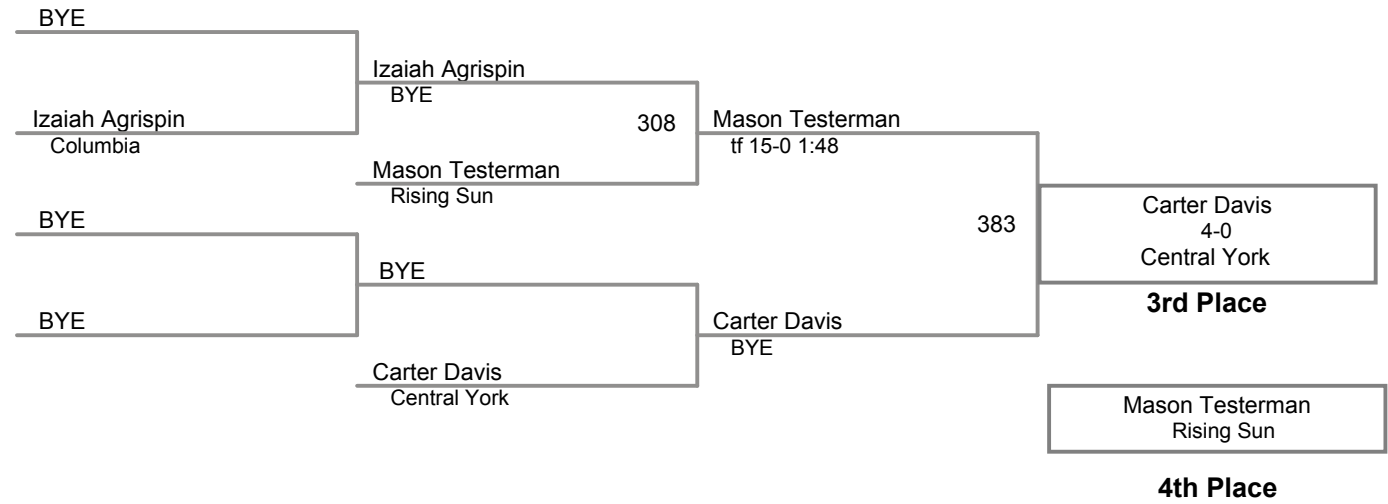 BYE
Izaiah Agrispin
BYE
Izaiah Agrispin
Columbia
308
Mason Testerman
tf 15-0 1:48
Mason Testerman
Rising Sun
Carter Davis
4-0
Central York
383
BYE
BYE
3rd Place
BYE
Carter Davis
BYE
Carter Davis
Central York
Mason Testerman
Rising Sun
4th Place